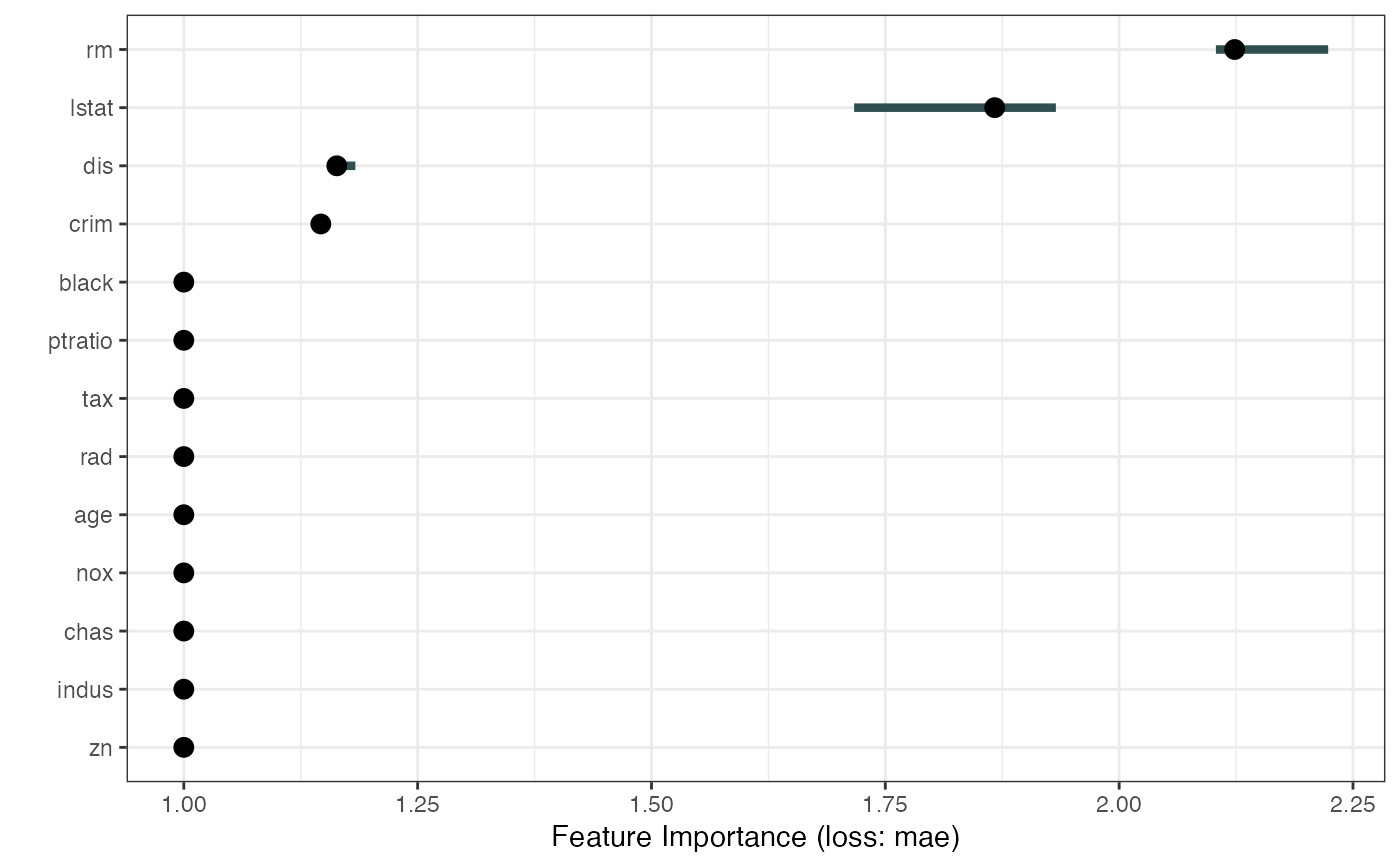 rm
lstat
dis
crim
black
ptratio
tax
rad
age
nox
chas
indus
zn
1.00 1.25 1.50 1.75 2.00 2.25
Feature Importance (loss: mae)